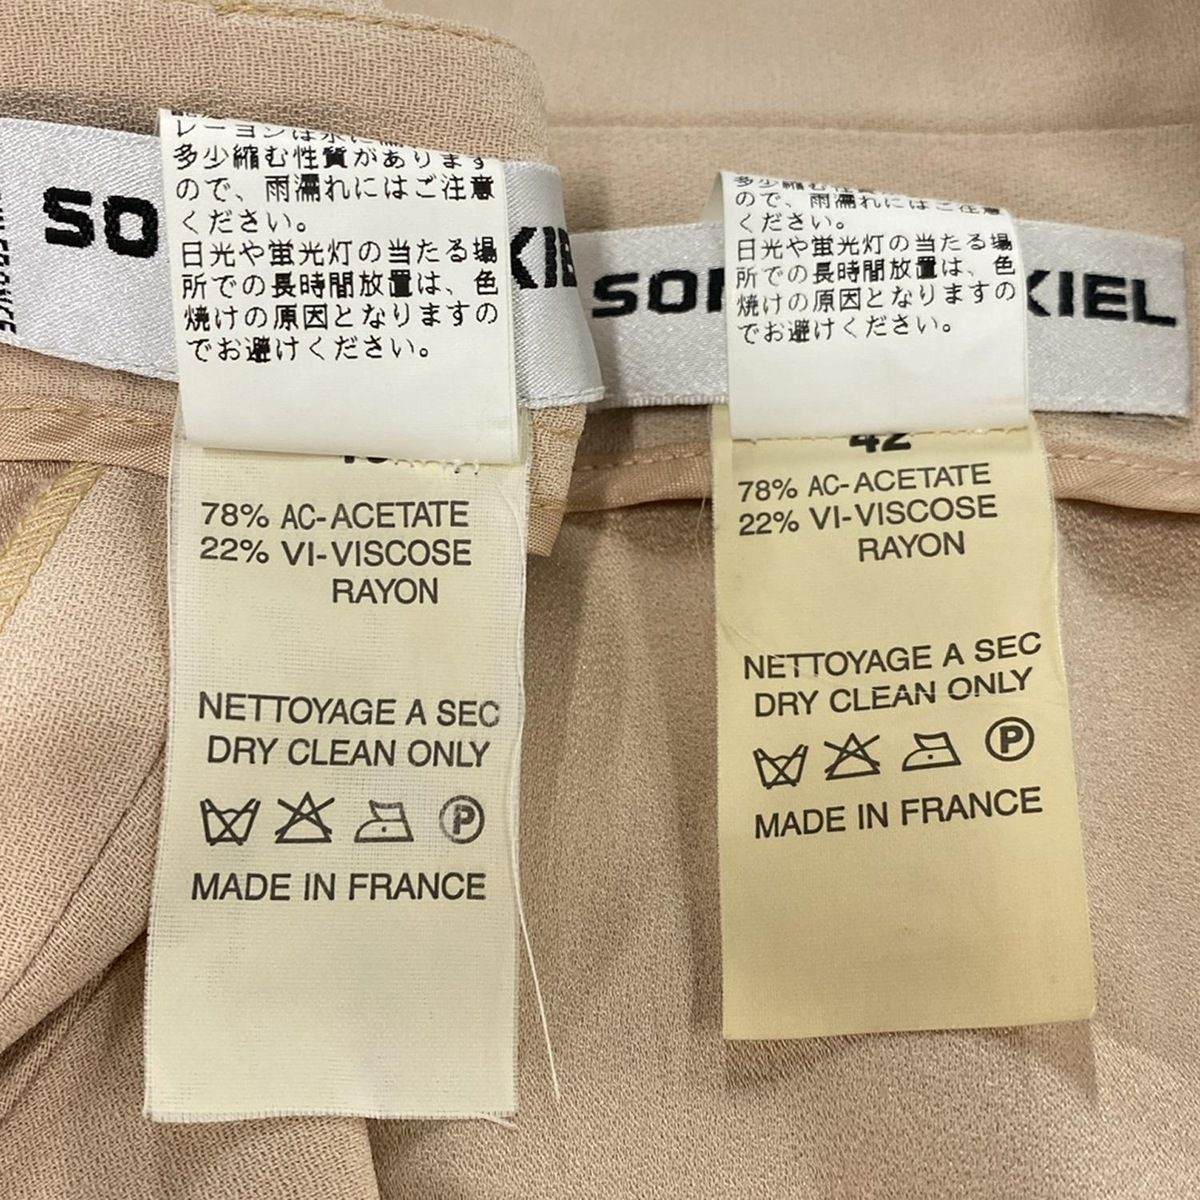 SO
KIE
レーヨンは水に
多少縮む性質があります
ので、雨濡れにはご注意
ください。
日光や蛍光灯の当たる場
所での長時間放置は、色
焼けの原因となりますの
でお避けください。
78% AC-ACETATE
22% VI-VISCOSE
RAYON
NETTOYAGE A SEC
DRY CLEAN ONLY
P
MADE IN FRANCE
SON
KIEL
多少縮む性質
ので、雨濡れにはご注意
ください。
日光や蛍光灯の当たる場
所での長時間放置は、色
焼けの原因となりますの
でお避けください。
42
78% AC-ACETATE
22% VI-VISCOSE
RAYON
NETTOYAGE A SEC
DRY CLEAN ONLY
P
MADE IN FRANCE